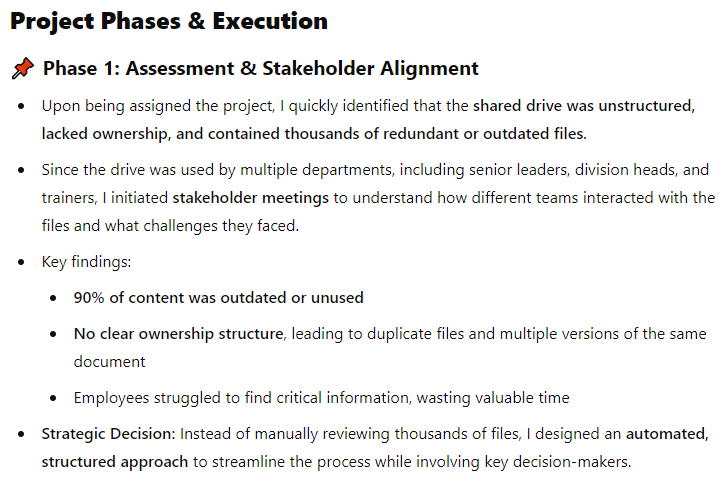 Project Phases & Execution
📌 Phase 1: Assessment & Stakeholder Alignment
• Upon being assigned the project, I quickly identified that the shared drive was unstructured,
lacked ownership, and contained thousands of redundant or outdated files.
• Since the drive was used by multiple departments, including senior leaders, division heads, and
trainers, I initiated stakeholder meetings to understand how different teams interacted with the
files and what challenges they faced.
• Key findings:
• 90% of content was outdated or unused
• No clear ownership structure, leading to duplicate files and multiple versions of the same
document
• Employees struggled to find critical information, wasting valuable time
• Strategic Decision: Instead of manually reviewing thousands of files, I designed an automated,
structured approach to streamline the process while involving key decision-makers.